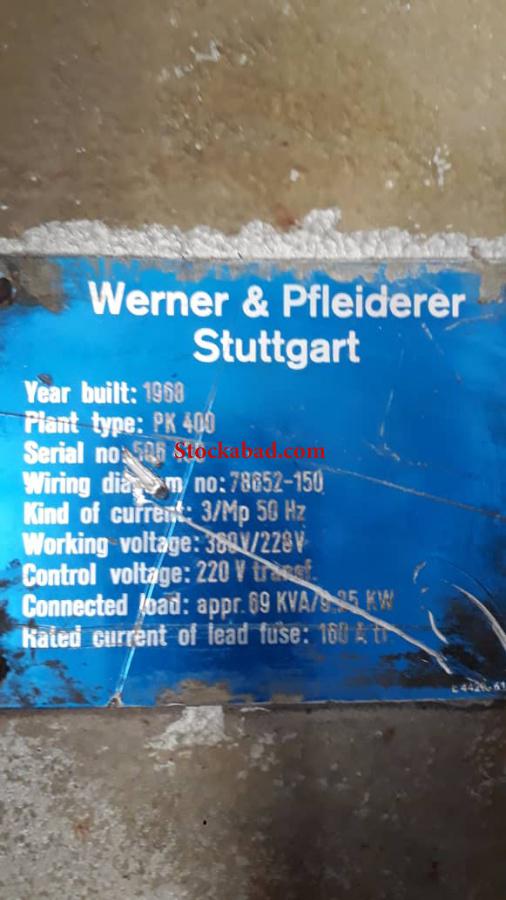 Werner & Pfleiderer
Stuttgart
Year built: 1968
Plant type: PK 400
Serial no:
Stockabad.com
Wiring diagram no: 78652-150
Kind of current: 3/Mp 50 Hz
Working voltage: 380V/228V
Control voltage: 220 V transf.
Connected load: appr. 69 KVA/ KW
Rated current of lead fuse: 160 A